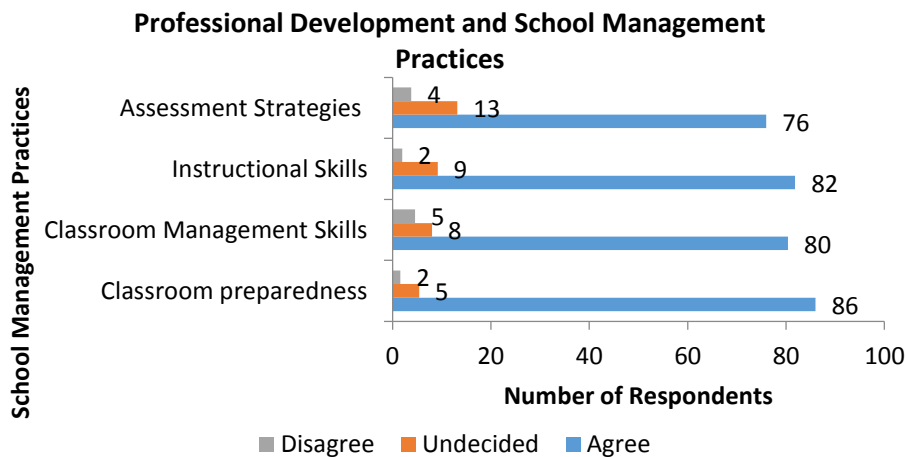 Professional Development and School Management
Practices
School Management Practices
Assessment Strategies
4
13
76
Instructional Skills
2
9
82
Classroom Management Skills
5
8
80
Classroom preparedness
2
5
86
0 20 40 60 80 100
Number of Respondents
Disagree Undecided Agree